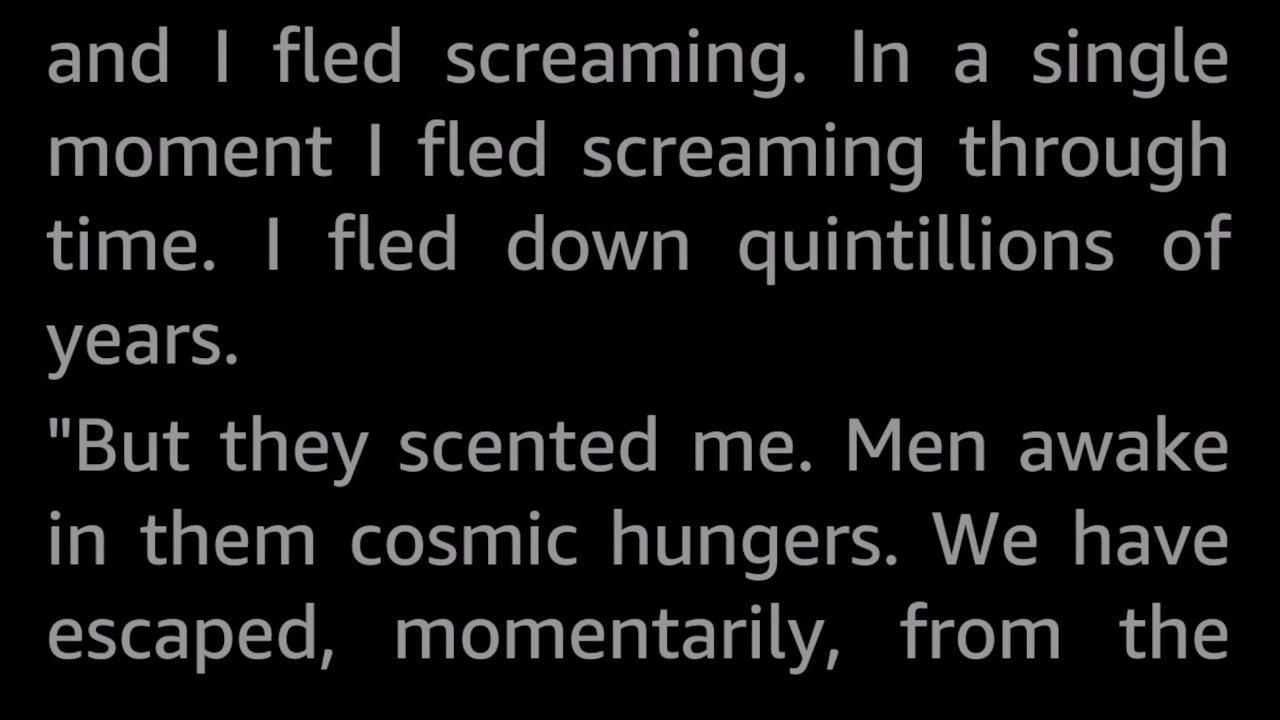 and I fled screaming. In a single
moment I fled screaming through
time. I fled down quintillions of
years.
"But they scented me. Men awake
in them cosmic hungers. We have
escaped, momentarily, from the